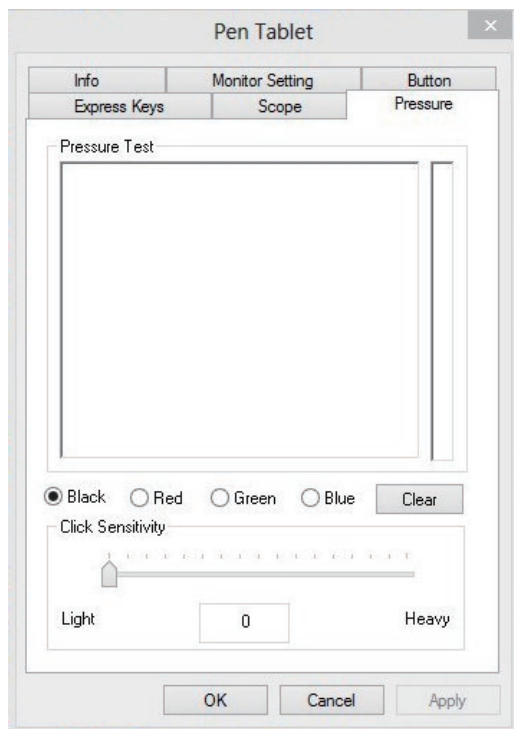 Pen Tablet
Info Monitor Setting Button
Express Keys Scope Pressure
Pressure Test
Black Red Green Blue Clear
Click Sensitivity
Light 0 Heavy
OK Cancel Apply